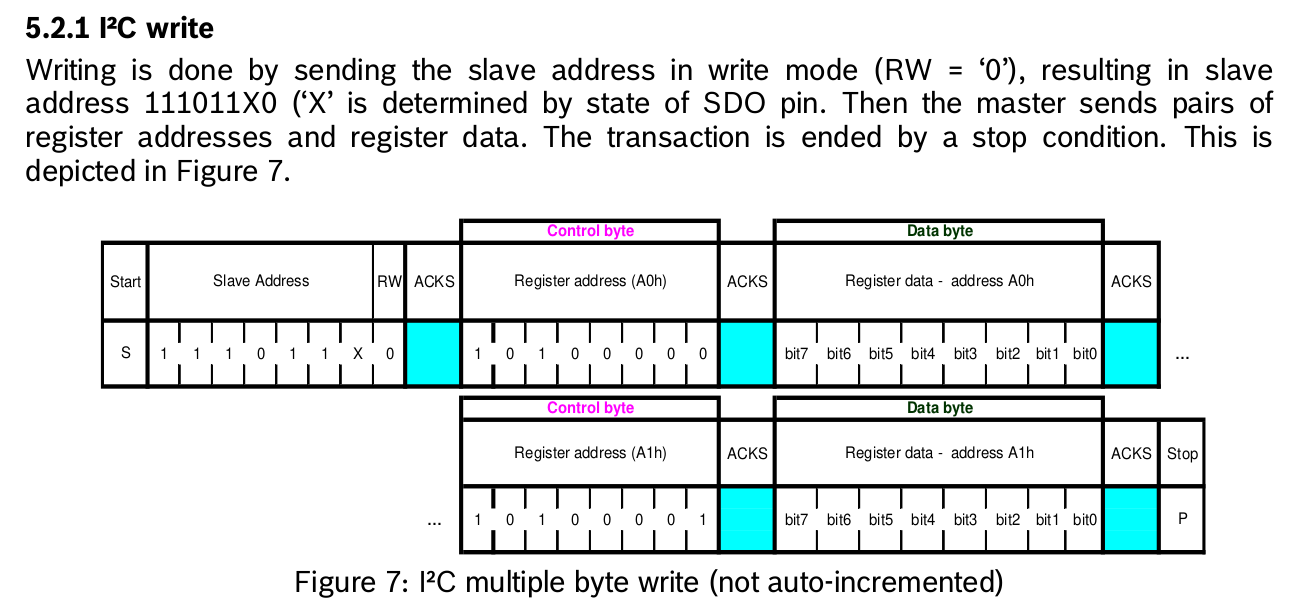 5.2.1 I²C write
Writing is done by sending the slave address in write mode (RW = ‘0’), resulting in slave
address 111011X0 (‘X’ is determined by state of SDO pin. Then the master sends pairs of
register addresses and register data. The transaction is ended by a stop condition. This is
depicted in Figure 7.
Control byte Data byte
Start Slave Address RW ACKS Register address (A0h) ACKS Register data - address A0h ACKS
S 1 1 1 0 1 1 X 0 1 0 1 0 0 0 0 0 bit7 bit6 bit5 bit4 bit3 bit2 bit1 bit0 ...
Control byte Data byte
Register address (A1h) ACKS Register data - address A1h ACKS Stop
... 1 0 1 0 0 0 0 1 bit7 bit6 bit5 bit4 bit3 bit2 bit1 bit0 P
Figure 7: I²C multiple byte write (not auto-incremented)